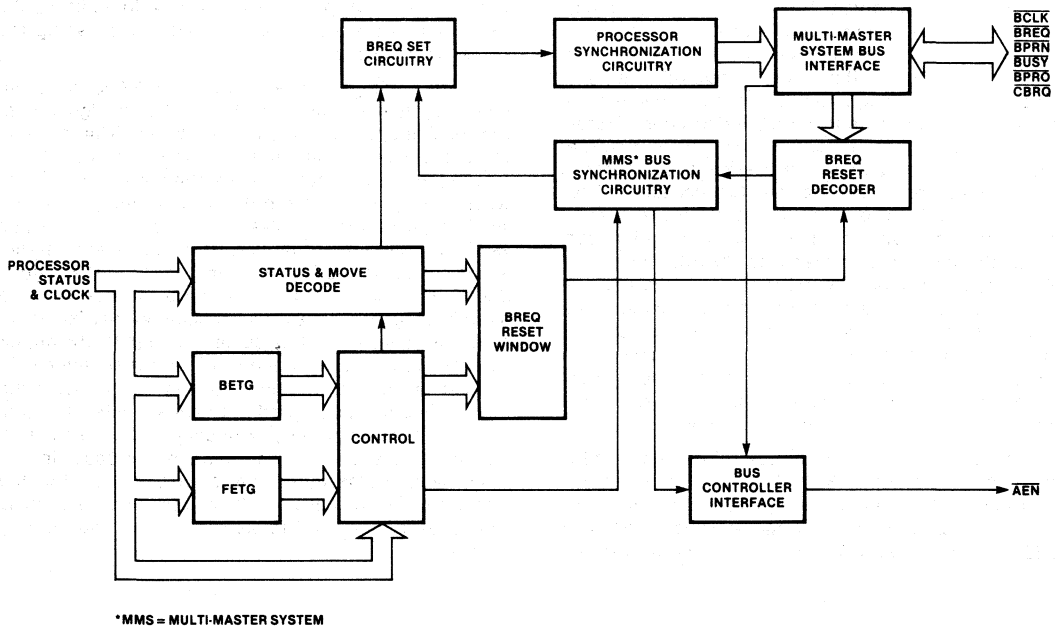 BREQ SET
CIRCUITRY
PROCESSOR
SYNCHRONIZATION
CIRCUITRY
MULTI-MASTER
SYSTEM BUS
INTERFACE
BCLK
BREQ
BPRN
BUSY
BPRO
CBRQ
MMS* BUS
SYNCHRONIZATION
CIRCUITRY
BREQ
RESET
DECODER
PROCESSOR
STATUS
& CLOCK
STATUS & MOVE
DECODE
BREQ
RESET
WINDOW
BETG
CONTROL
FETG
BUS
CONTROLLER
INTERFACE
AEN
*MMS = MULTI-MASTER SYSTEM